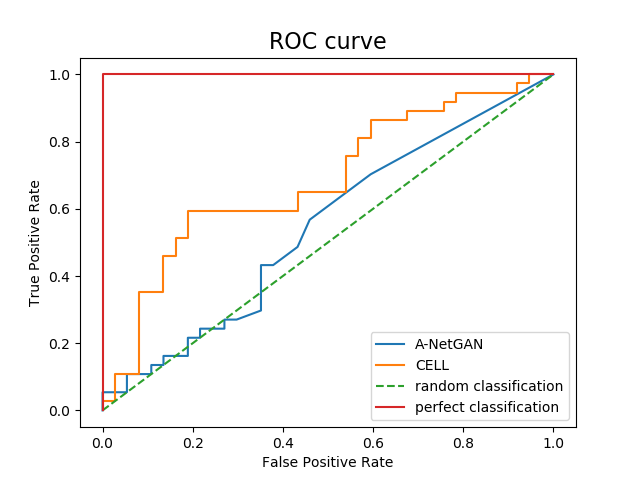 ROC curve
1.0
0.8
0.6
0.4
0.2
0.0
True Positive Rate
0.0 0.2 0.4 0.6 0.8 1.0
False Positive Rate
A-NetGAN
CELL
random classification
perfect classification